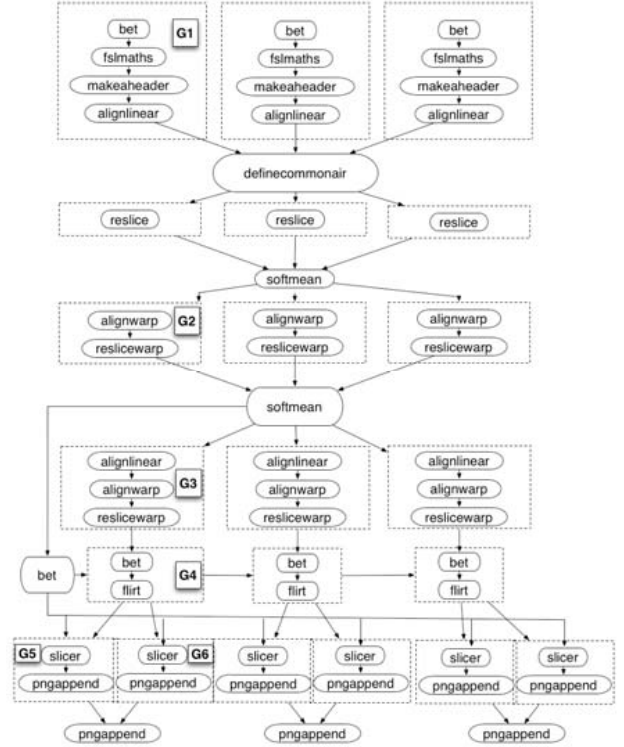 bet G1 bet bet
fslmaths fslmaths fslmaths
makeaheader makeaheader makeaheader
alignlinear alignlinear alignlinear
definecommonair
reslice reslice reslice
softmean
alignwarp G2 alignwarp alignwarp
reslicewarp reslicewarp reslicewarp
softmean
alignlinear alignlinear alignlinear
alignwarp G3 alignwarp alignwarp
reslicewarp reslicewarp reslicewarp
bet bet bet
bet G4
flirt flirt flirt
G5 slicer slicer G6 slicer slicer slicer slicer
pngappend pngappend pngappend pngappend pngappend pngappend
pngappend pngappend pngappend